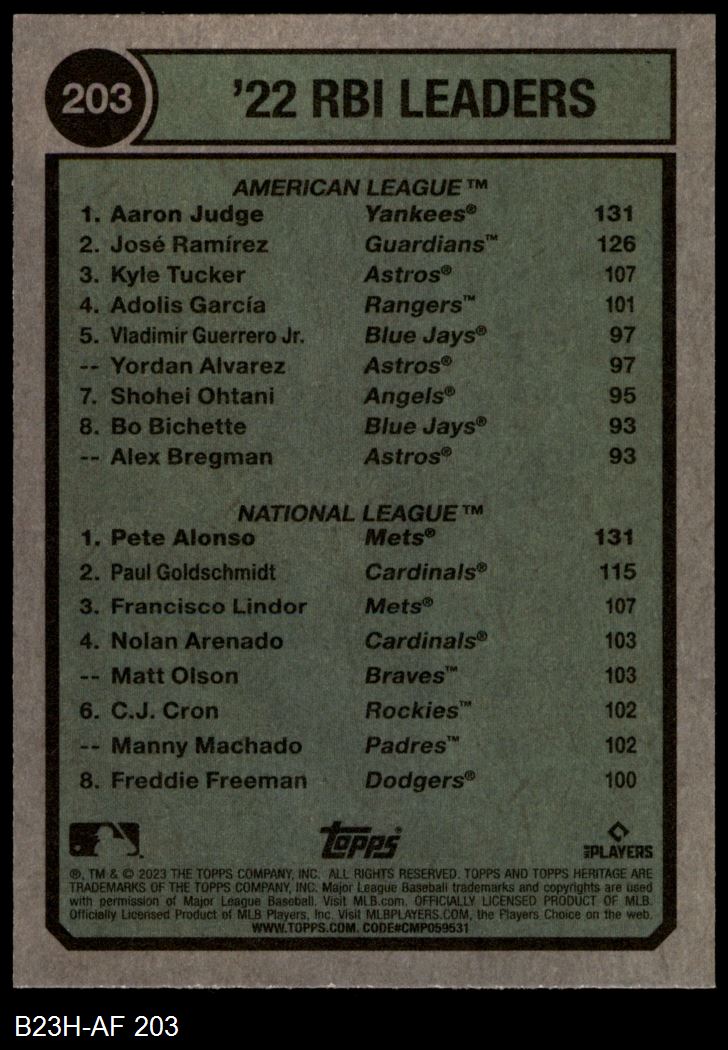 203
'22 RBI LEADERS
AMERICAN LEAGUE™
1. Aaron Judge Yankees® 131
2. José Ramírez Guardians™ 126
3. Kyle Tucker Astros® 107
4. Adolis García Rangers™ 101
5. Vladimir Guerrero Jr. Blue Jays® 97
-- Yordan Alvarez Astros® 97
7. Shohei Ohtani Angels® 95
8. Bo Bichette Blue Jays® 93
-- Alex Bregman Astros® 93
NATIONAL LEAGUE™
1. Pete Alonso Mets® 131
2. Paul Goldschmidt Cardinals® 115
3. Francisco Lindor Mets® 107
4. Nolan Arenado Cardinals® 103
-- Matt Olson Braves™ 103
6. C.J. Cron Rockies™ 102
-- Manny Machado Padres™ 102
8. Freddie Freeman Dodgers® 100
topps® PLAYERS
®, TM & © 2023 THE TOPPS COMPANY, INC. ALL RIGHTS RESERVED. TOPPS AND TOPPS HERITAGE ARE
TRADEMARKS OF THE TOPPS COMPANY, INC. Major League Baseball trademarks and copyrights are used
with permission of Major League Baseball. Visit MLB.com. OFFICIALLY LICENSED PRODUCT OF MLB.
Officially Licensed Product of MLB Players, Inc. Visit MLBPLAYERS.COM, the Players Choice on the web.
WWW.TOPPS.COM. CODE#CMP059531
B23H-AF 203